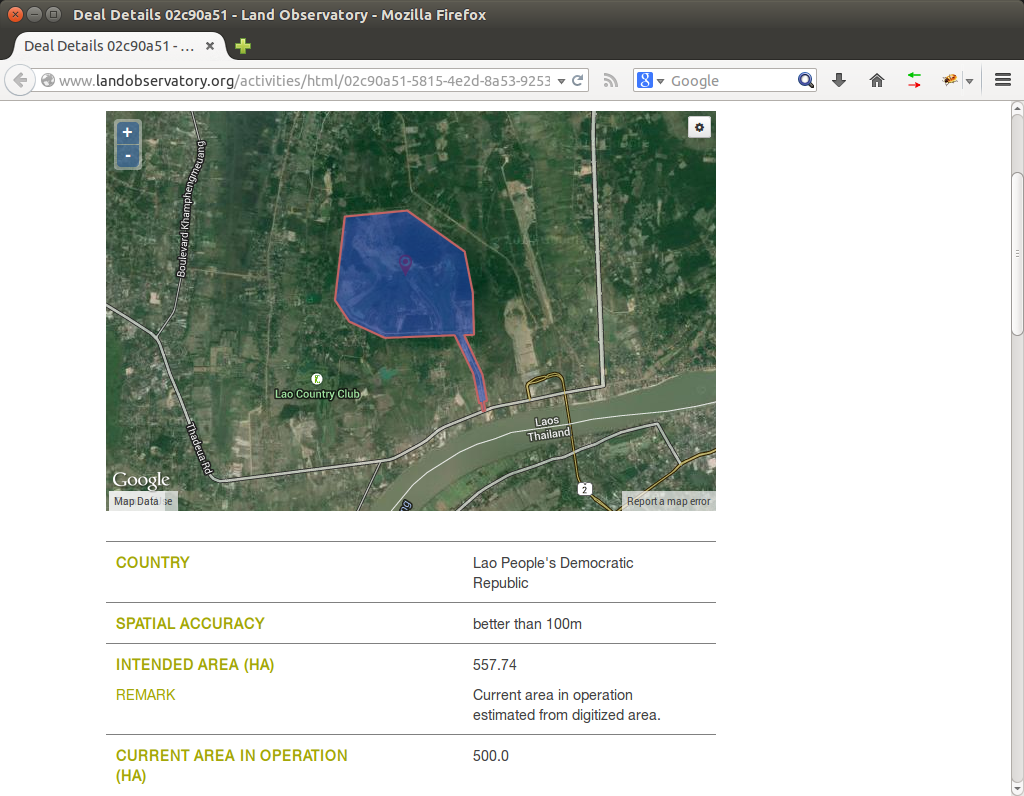 Deal Details 02c90a51 - Land Observatory - Mozilla Firefox
Deal Details 02c90a51 - ...
www.landobservatory.org/activities/html/02c90a51-5815-4e2d-8a53-9253
8 Google
+
-
Boulevard Khamphengmeuang
Lao Country Club
Thadeua Rd
Laos
Thailand
2
ng
Google
Map Data se
Report a map error
COUNTRY Lao People's Democratic
Republic
SPATIAL ACCURACY better than 100m
INTENDED AREA (HA) 557.74
REMARK Current area in operation
estimated from digitized area.
CURRENT AREA IN OPERATION 500.0
(HA)